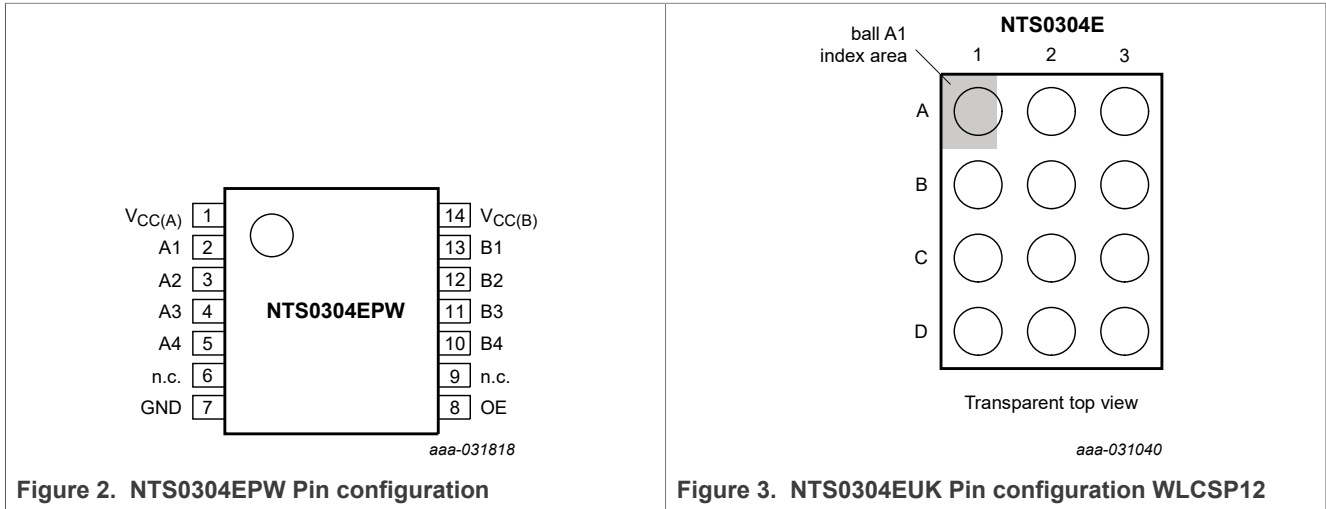 VCC(A) 1
14 VCC(B)
A1 2
13 B1
A2 3
12 B2
A3 4
NTS0304EPW
11 B3
A4 5
10 B4
n.c. 6
9 n.c.
GND 7
8 OE
aaa-031818
Figure 2. NTS0304EPW Pin configuration
NTS0304E
ball A1
index area
1 2 3
A
B
C
D
Transparent top view
aaa-031040
Figure 3. NTS0304EUK Pin configuration WLCSP12